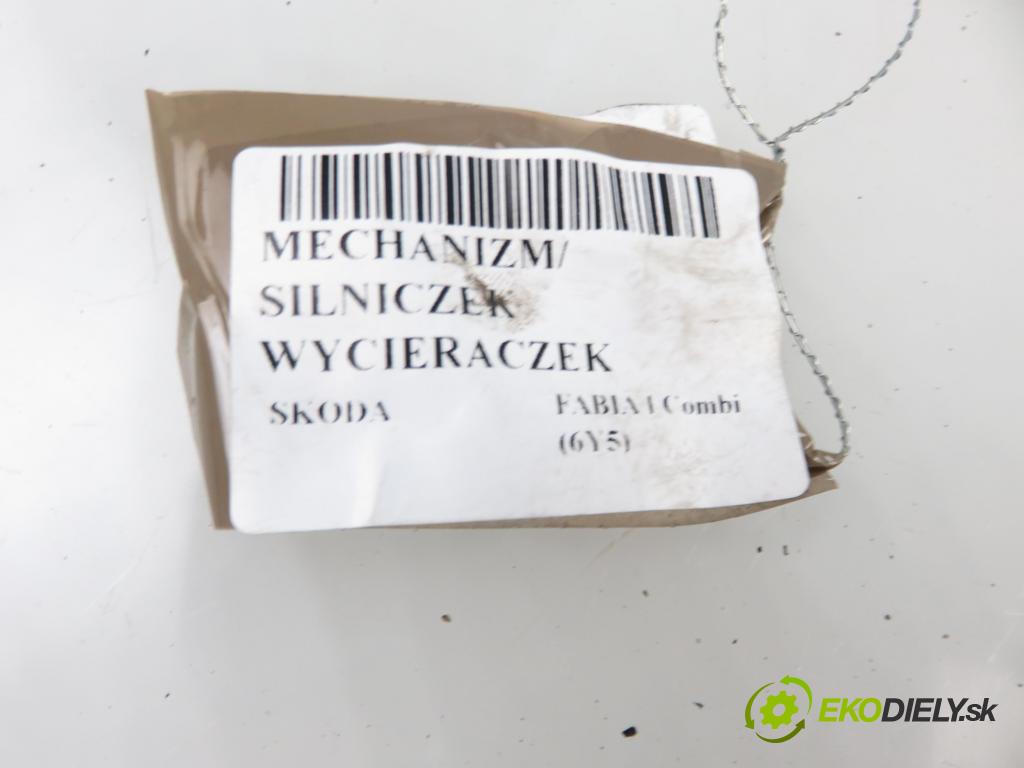 MECHANIZM/
SILNICZEK
WYCIERACZEK
SKODA
FABIA I Combi
(6Y5)
EKODIELY.sk